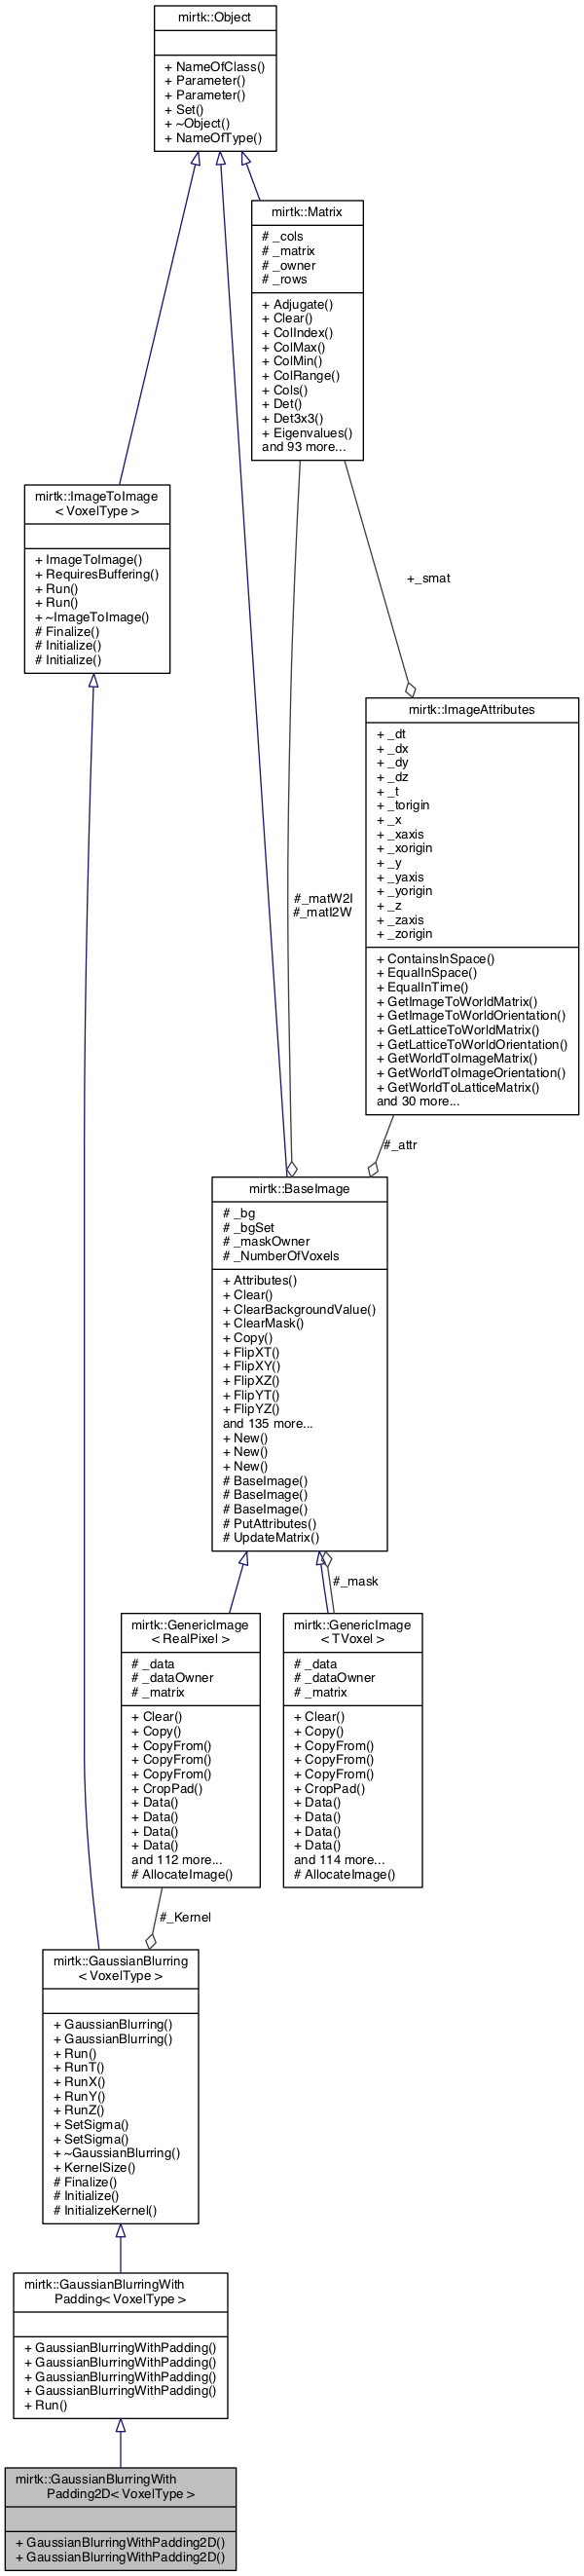 mirtk::Object
+ NameOfClass()
+ Parameter()
+ Parameter()
+ Set()
+ ~Object()
+ NameOfType()
mirtk::Matrix
# _cols
# _matrix
# _owner
# _rows
+ Adjugate()
+ Clear()
+ ColIndex()
+ ColMax()
+ ColMin()
+ ColRange()
+ Cols()
+ Det()
+ Det3x3()
+ Eigenvalues()
and 93 more...
mirtk::ImageToImage
< VoxelType >
+ ImageToImage()
+ RequiresBuffering()
+ Run()
+ Run()
+ ~ImageToImage()
# Finalize()
# Initialize()
# Initialize()
+_smat
mirtk::ImageAttributes
+ _dt
+ _dx
+ _dy
+ _dz
+ _t
+ _torigin
+ _x
+ _xaxis
+ _xorigin
+ _y
+ _yaxis
+ _yorigin
+ _z
+ _zaxis
+ _zorigin
+ ContainsInSpace()
+ EqualInSpace()
+ EqualInTime()
+ GetImageToWorldMatrix()
+ GetImageToWorldOrientation()
+ GetLatticeToWorldMatrix()
+ GetLatticeToWorldOrientation()
+ GetWorldToImageMatrix()
+ GetWorldToImageOrientation()
+ GetWorldToLatticeMatrix()
and 30 more...
#_matW2I
#_matI2W
#_attr
mirtk::BaseImage
# _bg
# _bgSet
# _maskOwner
# _NumberOfVoxels
+ Attributes()
+ Clear()
+ ClearBackgroundValue()
+ ClearMask()
+ Copy()
+ FlipXT()
+ FlipXY()
+ FlipXZ()
+ FlipYT()
+ FlipYZ()
and 135 more...
+ New()
+ New()
+ New()
# BaseImage()
# BaseImage()
# BaseImage()
# PutAttributes()
# UpdateMatrix()
#_mask
mirtk::GenericImage
< RealPixel >
# _data
# _dataOwner
# _matrix
+ Clear()
+ Copy()
+ CopyFrom()
+ CopyFrom()
+ CopyFrom()
+ CropPad()
+ Data()
+ Data()
+ Data()
+ Data()
and 112 more...
# AllocateImage()
mirtk::GenericImage
< TVoxel >
# _data
# _dataOwner
# _matrix
+ Clear()
+ Copy()
+ CopyFrom()
+ CopyFrom()
+ CopyFrom()
+ CropPad()
+ Data()
+ Data()
+ Data()
+ Data()
and 114 more...
# AllocateImage()
#_Kernel
mirtk::GaussianBlurring
< VoxelType >
+ GaussianBlurring()
+ GaussianBlurring()
+ Run()
+ RunT()
+ RunX()
+ RunY()
+ RunZ()
+ SetSigma()
+ SetSigma()
+ ~GaussianBlurring()
+ KernelSize()
# Finalize()
# Initialize()
# InitializeKernel()
mirtk::GaussianBlurringWith
Padding< VoxelType >
+ GaussianBlurringWithPadding()
+ GaussianBlurringWithPadding()
+ GaussianBlurringWithPadding()
+ GaussianBlurringWithPadding()
+ Run()
mirtk::GaussianBlurringWith
Padding2D< VoxelType >
+ GaussianBlurringWithPadding2D()
+ GaussianBlurringWithPadding2D()